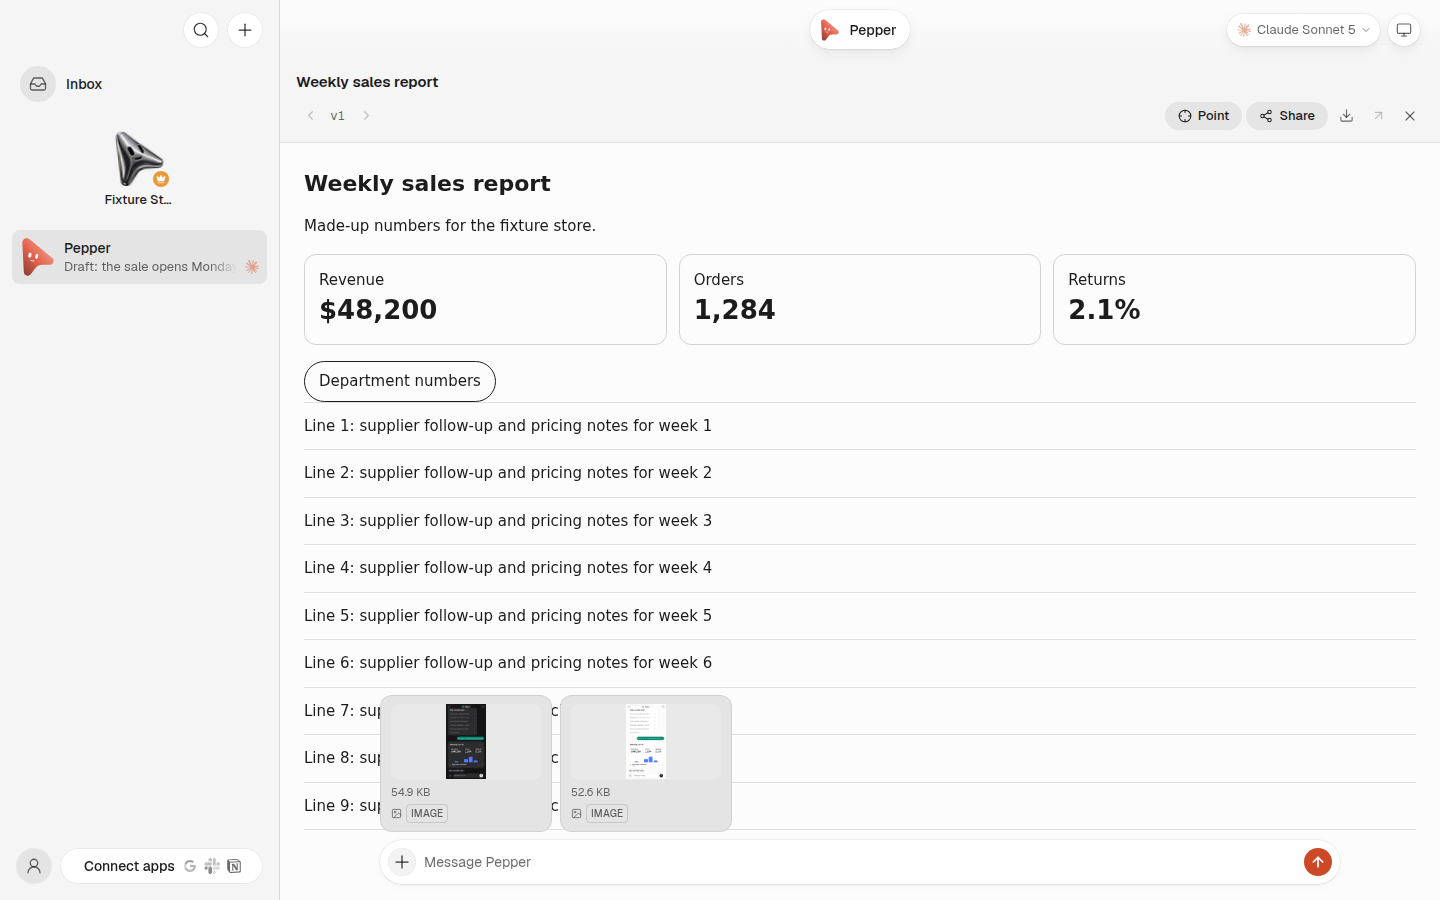 Pepper
Claude Sonnet 5
Inbox
Fixture St...
Pepper
Draft: the sale opens Monday
Connect apps
Weekly sales report
v1
Point
Share
Weekly sales report
Made-up numbers for the fixture store.
Revenue
$48,200
Orders
1,284
Returns
2.1%
Department numbers
Line 1: supplier follow-up and pricing notes for week 1
Line 2: supplier follow-up and pricing notes for week 2
Line 3: supplier follow-up and pricing notes for week 3
Line 4: supplier follow-up and pricing notes for week 4
Line 5: supplier follow-up and pricing notes for week 5
Line 6: supplier follow-up and pricing notes for week 6
Line 7:
Line 8:
Line 9:
54.9 KB
IMAGE
52.6 KB
IMAGE
Message Pepper